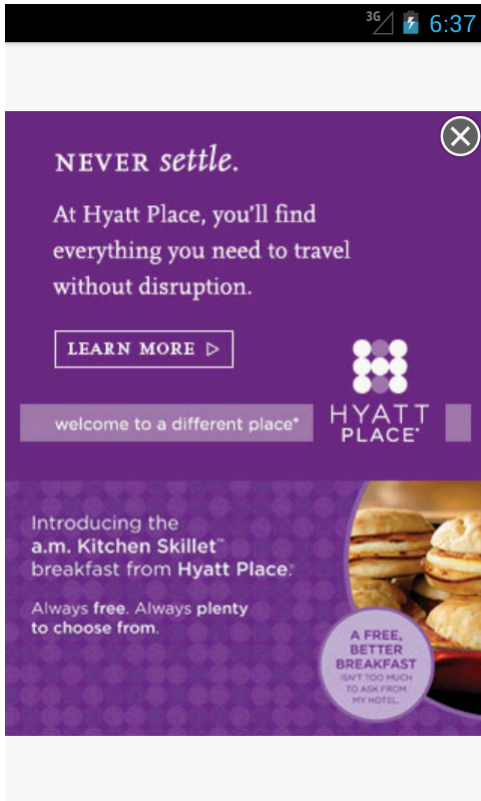 3G 6:37
NEVER settle.
At Hyatt Place, you'll find
everything you need to travel
without disruption.
LEARN MORE ▷
welcome to a different place*
HYATT
PLACE*
Introducing the
a.m. Kitchen Skillet™
breakfast from Hyatt Place.®
Always free. Always plenty
to choose from.
A FREE,
BETTER
BREAKFAST
ISN'T TOO MUCH
TO ASK FROM
MY HOTEL.